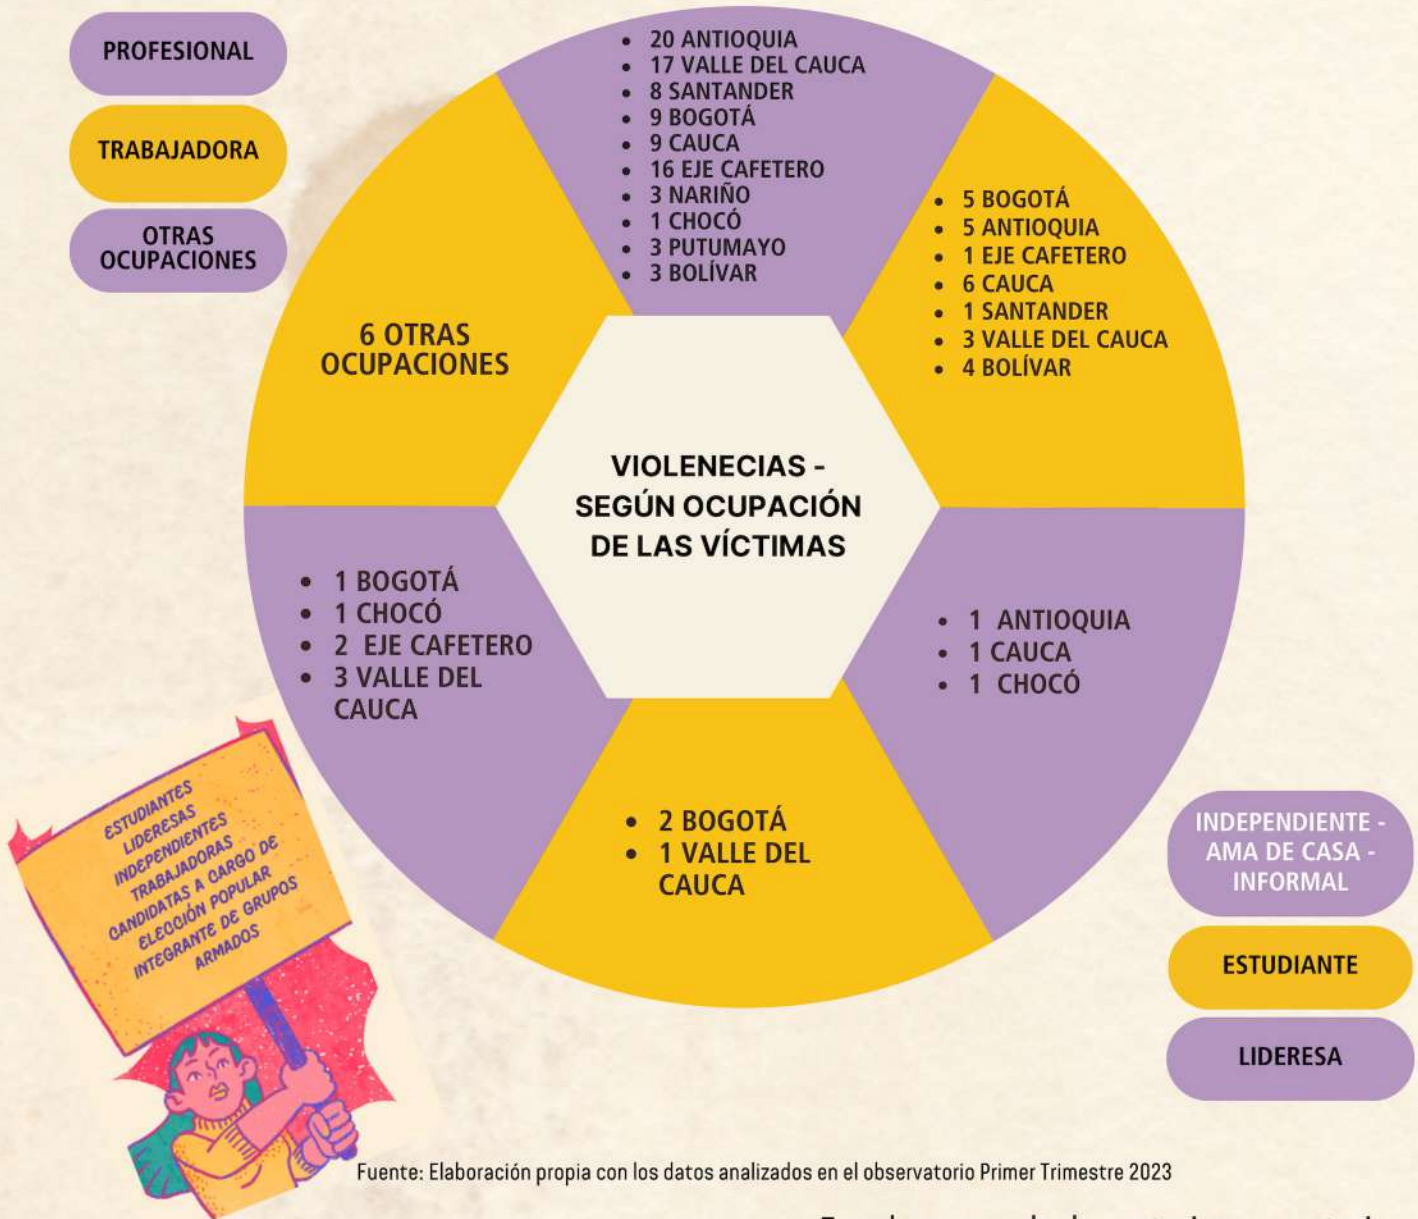 PROFESIONAL
TRABAJADORA
OTRAS
OCUPACIONES
• 20 ANTIOQUIA
• 17 VALLE DEL CAUCA
• 8 SANTANDER
• 9 BOGOTÁ
• 9 CAUCA
• 16 EJE CAFETERO
• 3 NARIÑO
• 1 CHOCÓ
• 3 PUTUMAYO
• 3 BOLÍVAR
• 5 BOGOTÁ
• 5 ANTIOQUIA
• 1 EJE CAFETERO
• 6 CAUCA
• 1 SANTANDER
• 3 VALLE DEL CAUCA
• 4 BOLÍVAR
6 OTRAS
OCUPACIONES
VIOLENECIAS -
SEGÚN OCUPACIÓN
DE LAS VÍCTIMAS
• 1 BOGOTÁ
• 1 CHOCÓ
• 2 EJE CAFETERO
• 3 VALLE DEL
CAUCA
• 1 ANTIOQUIA
• 1 CAUCA
• 1 CHOCÓ
• 2 BOGOTÁ
• 1 VALLE DEL
CAUCA
ESTUDIANTES
LIDERESAS
INDEPENDIENTES
TRABAJADORAS
CANDIDATAS A CARGO DE
ELECCIÓN POPULAR
INTEGRANTE DE GRUPOS
ARMADOS
INDEPENDIENTE -
AMA DE CASA -
INFORMAL
ESTUDIANTE
LIDERESA
Fuente: Elaboración propia con los datos analizados en el observatorio Primer Trimestre 2023